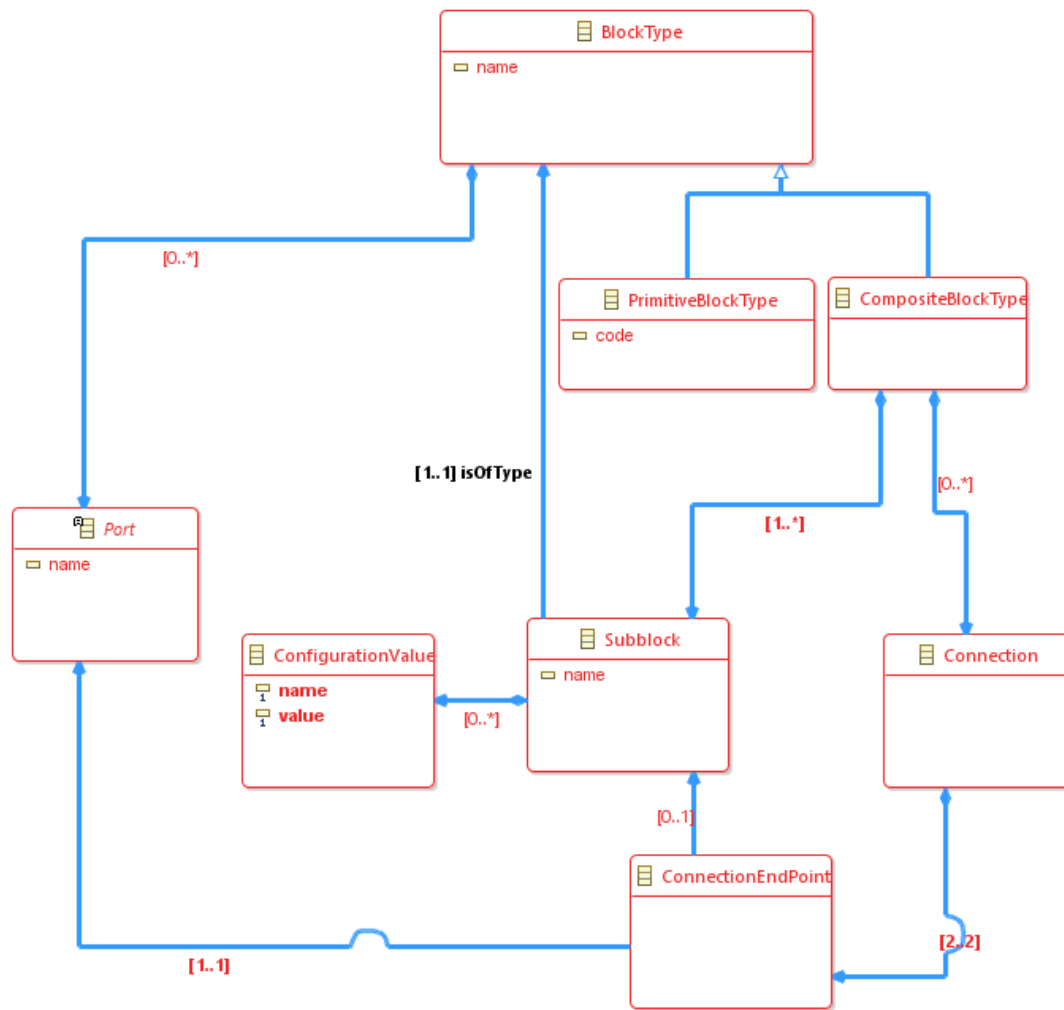 BlockType
name
[0..*]
PrimitiveBlockType
code
CompositeBlockType
[1..1] isOfType
[0..*]
[1..*]
Port
name
ConfigurationValue
name
value
[0..*]
Subblock
name
Connection
[0..1]
ConnectionEndPoint
[2..2]
[1..1]